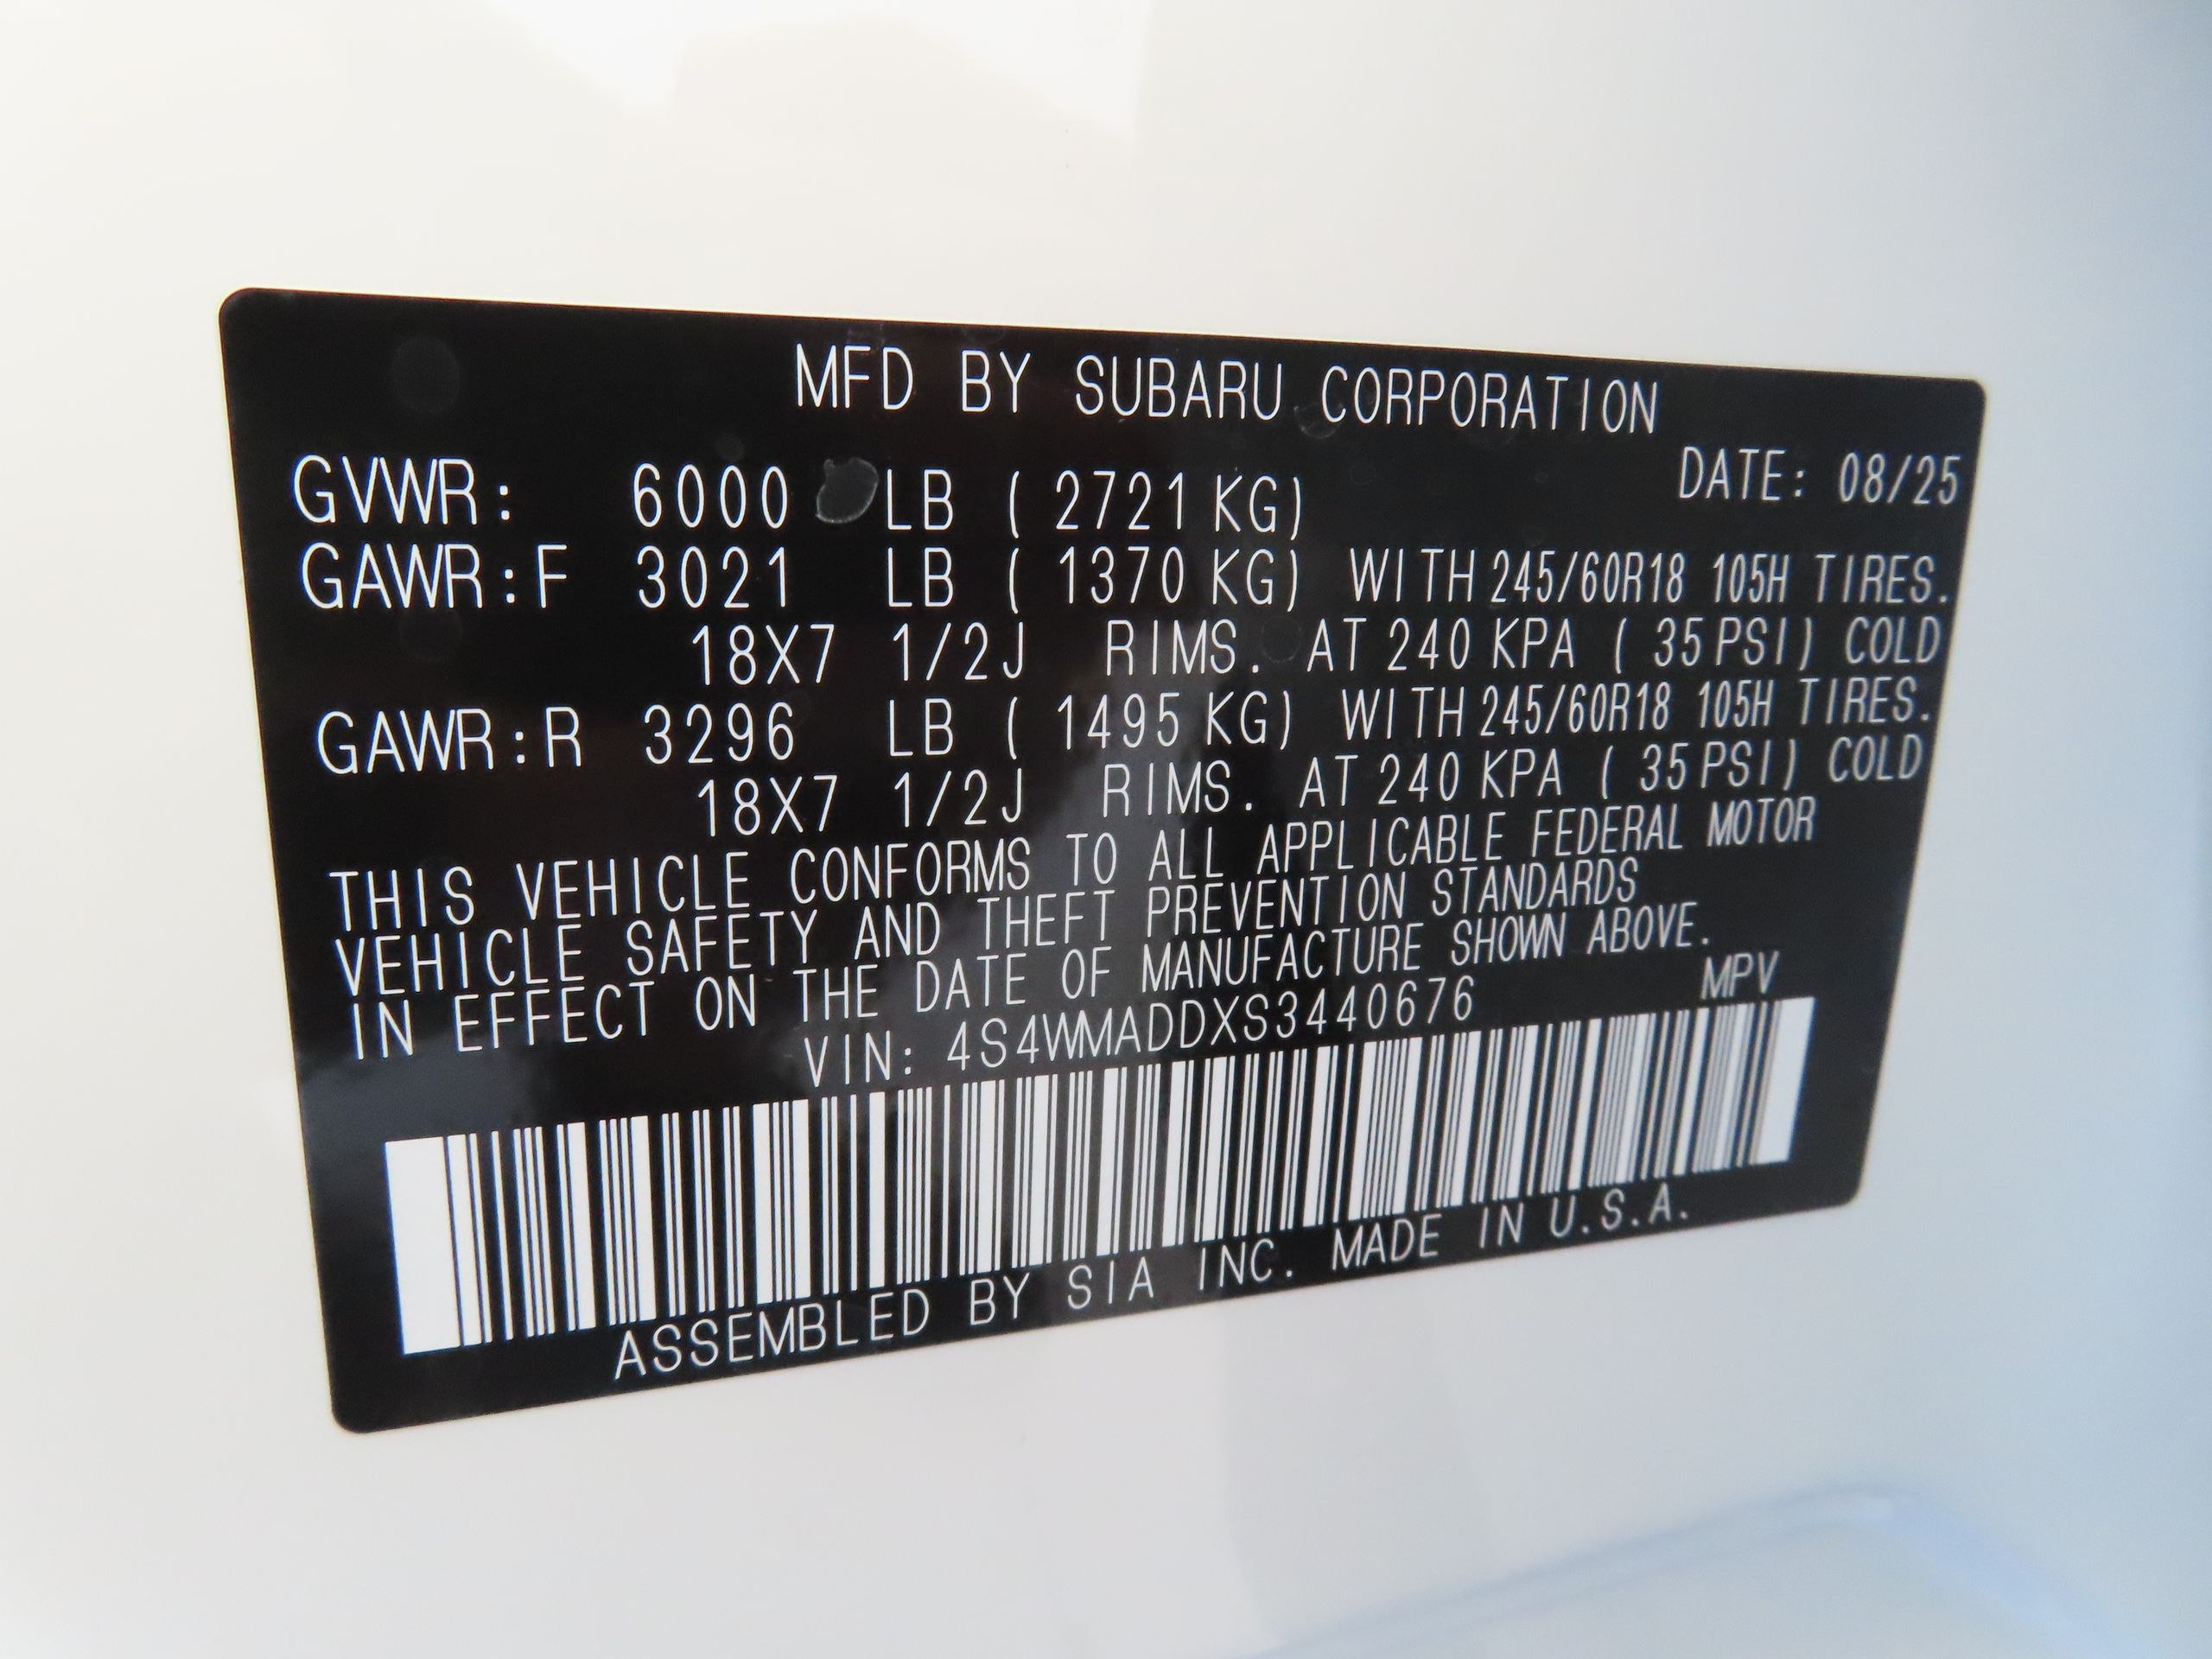 MFD BY SUBARU CORPORATION
DATE: 08/25
GVWR: 6000 LB ( 2721 KG)
GAWR:F 3021 LB ( 1370 KG) WITH 245/60R18 105H TIRES.
18X7 1/2J RIMS. AT 240 KPA ( 35 PSI) COLD
GAWR:R 3296 LB ( 1495 KG) WITH 245/60R18 105H TIRES.
18X7 1/2J RIMS. AT 240 KPA ( 35 PSI) COLD
THIS VEHICLE CONFORMS TO ALL APPLICABLE FEDERAL MOTOR
VEHICLE SAFETY AND THEFT PREVENTION STANDARDS
IN EFFECT ON THE DATE OF MANUFACTURE SHOWN ABOVE.
VIN: 4S4WMADDXS3440676 MPV
ASSEMBLED BY SIA INC. MADE IN U.S.A.